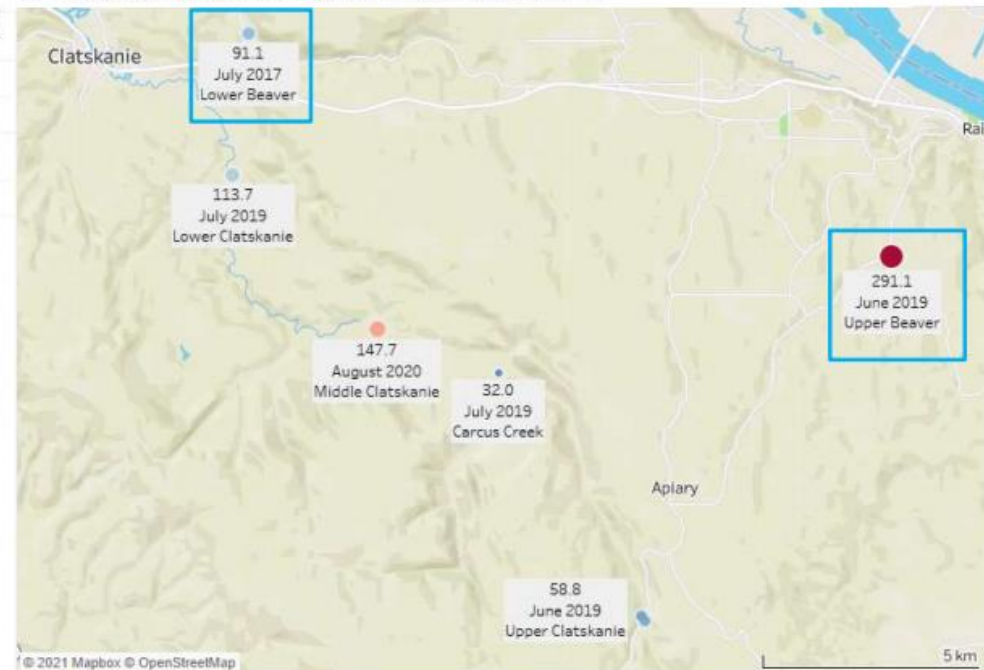 Clatskanie
91.1
July 2017
Lower Beaver
Rai
113.7
July 2019
Lower Clatskanie
291.1
June 2019
Upper Beaver
147.7
August 2020
Middle Clatskanie
32.0
July 2019
Carcus Creek
Apiary
58.8
June 2019
Upper Clatskanie
© 2021 Mapbox © OpenStreetMap
5 km